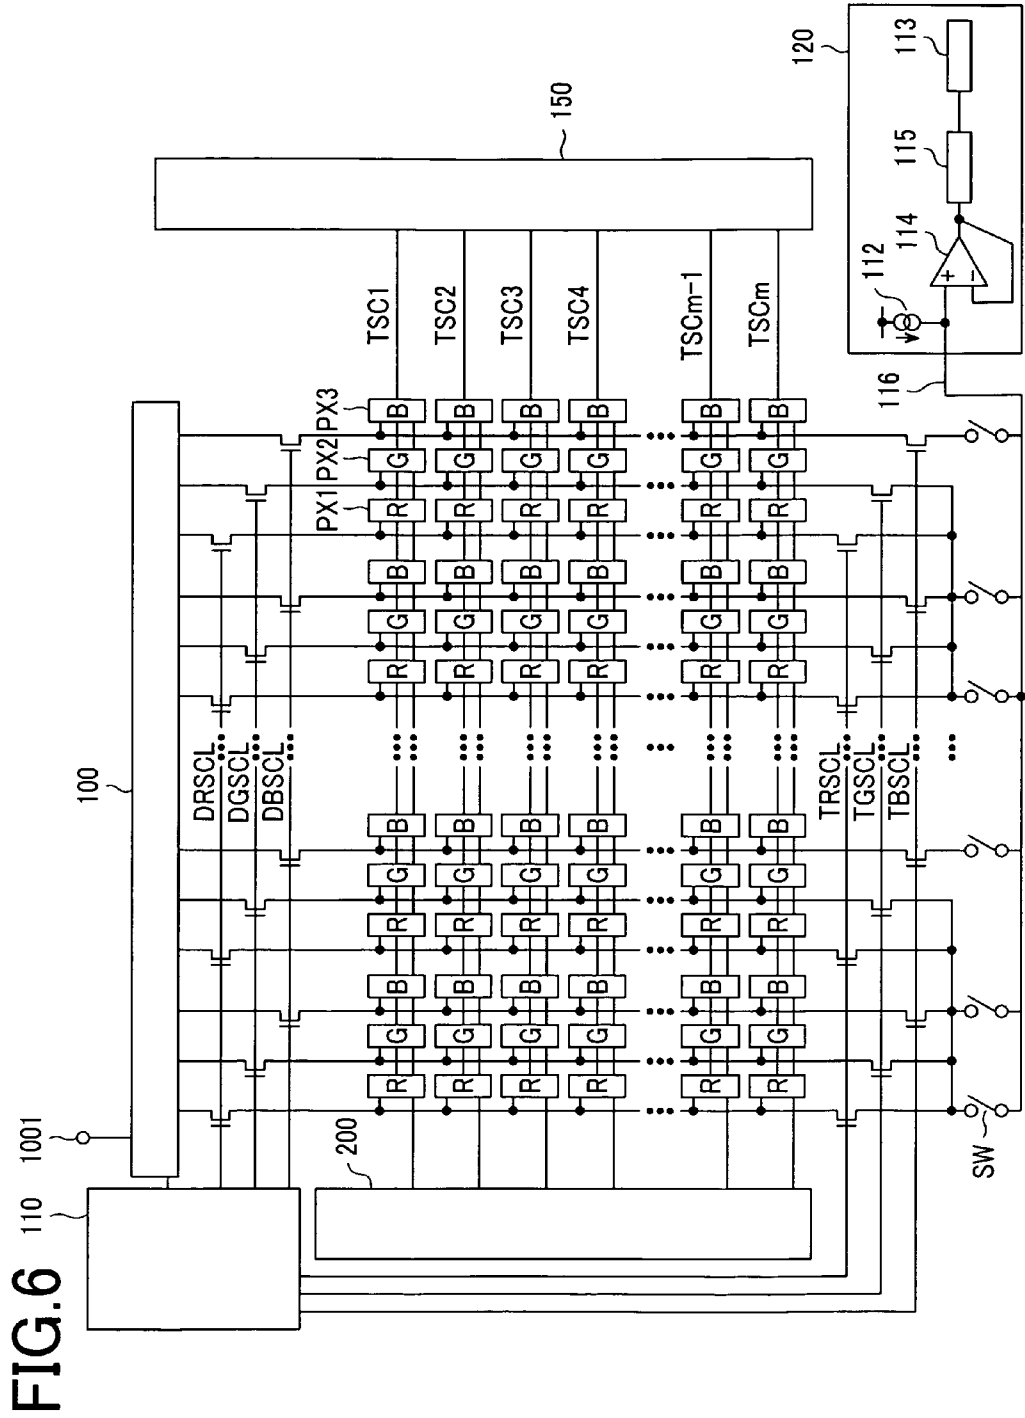 FIG.6
110
1001
100
DRSCL
DGSCL
DBSCL
200
PX1 PX2 PX3
150
R G B R G B R G B R G B TSC1
R G B R G B R G B R G B TSC2
R G B R G B R G B R G B TSC3
R G B R G B R G B R G B TSC4
R G B R G B R G B R G B TSCm-1
R G B R G B R G B R G B TSCm
TRSCL
TGSCL
TBSCL
120
116
112
114
115
113
+
−
SW